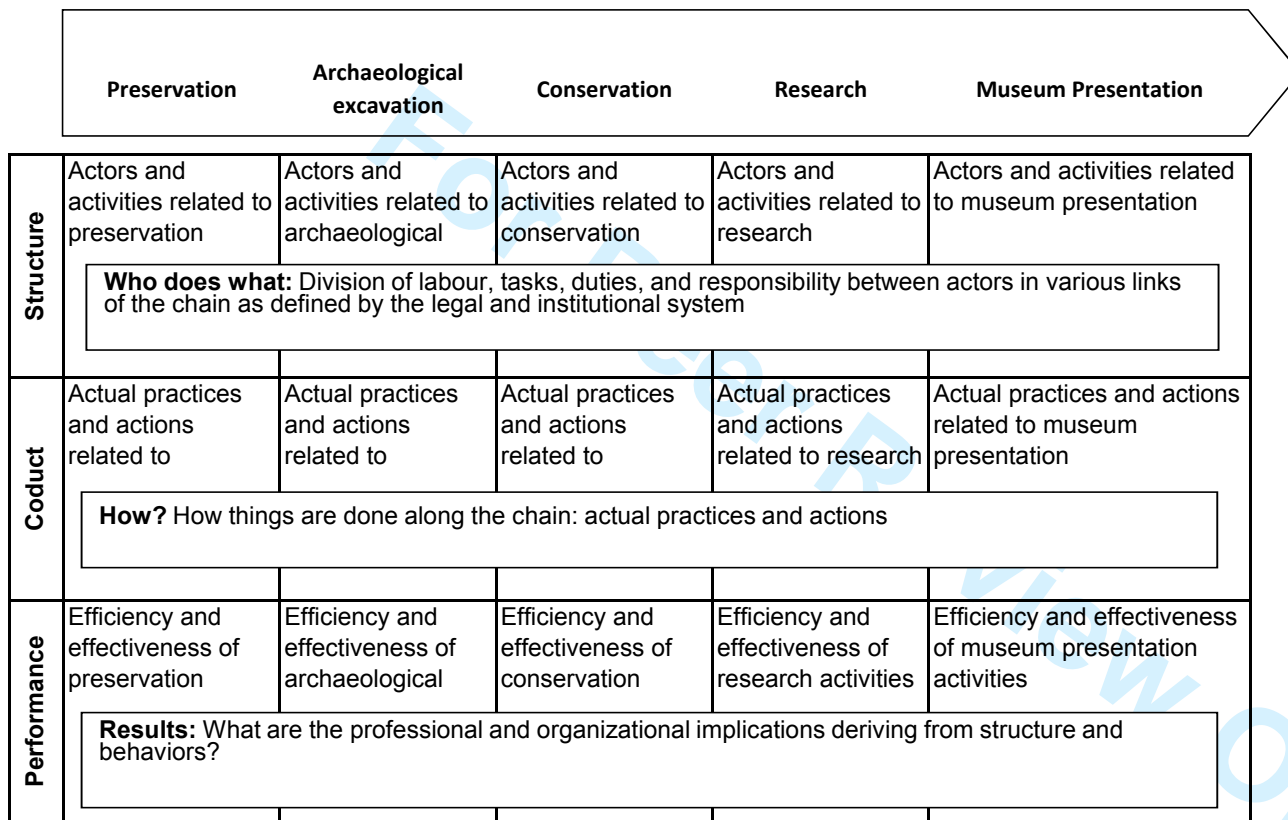 Preservation
Archaeological
excavation
Conservation
Research
Museum Presentation
Structure
Actors and
activities related to
preservation
Actors and
activities related to
archaeological
Actors and
activities related to
conservation
Actors and
activities related to
research
Actors and activities related
to museum presentation
Who does what: Division of labour, tasks, duties, and responsibility between actors in various links
of the chain as defined by the legal and institutional system
Coduct
Actual practices
and actions
related to
Actual practices
and actions
related to
Actual practices
and actions
related to
Actual practices
and actions
related to research
Actual practices and actions
related to museum
presentation
How? How things are done along the chain: actual practices and actions
Performance
Efficiency and
effectiveness of
preservation
Efficiency and
effectiveness of
archaeological
Efficiency and
effectiveness of
conservation
Efficiency and
effectiveness of
research activities
Efficiency and effectiveness
of museum presentation
activities
Results: What are the professional and organizational implications deriving from structure and
behaviors?
For Peer Review O